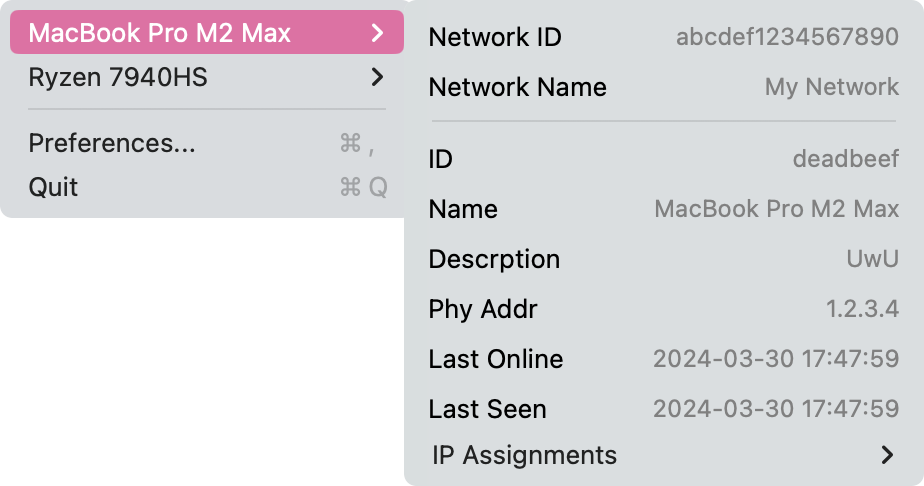 MacBook Pro M2 Max
Ryzen 7940HS
Preferences...
⌘ ,
Quit
⌘ Q
Network ID
abcdef1234567890
Network Name
My Network
ID
deadbeef
Name
MacBook Pro M2 Max
Descrption
UwU
Phy Addr
1.2.3.4
Last Online
2024-03-30 17:47:59
Last Seen
2024-03-30 17:47:59
IP Assignments